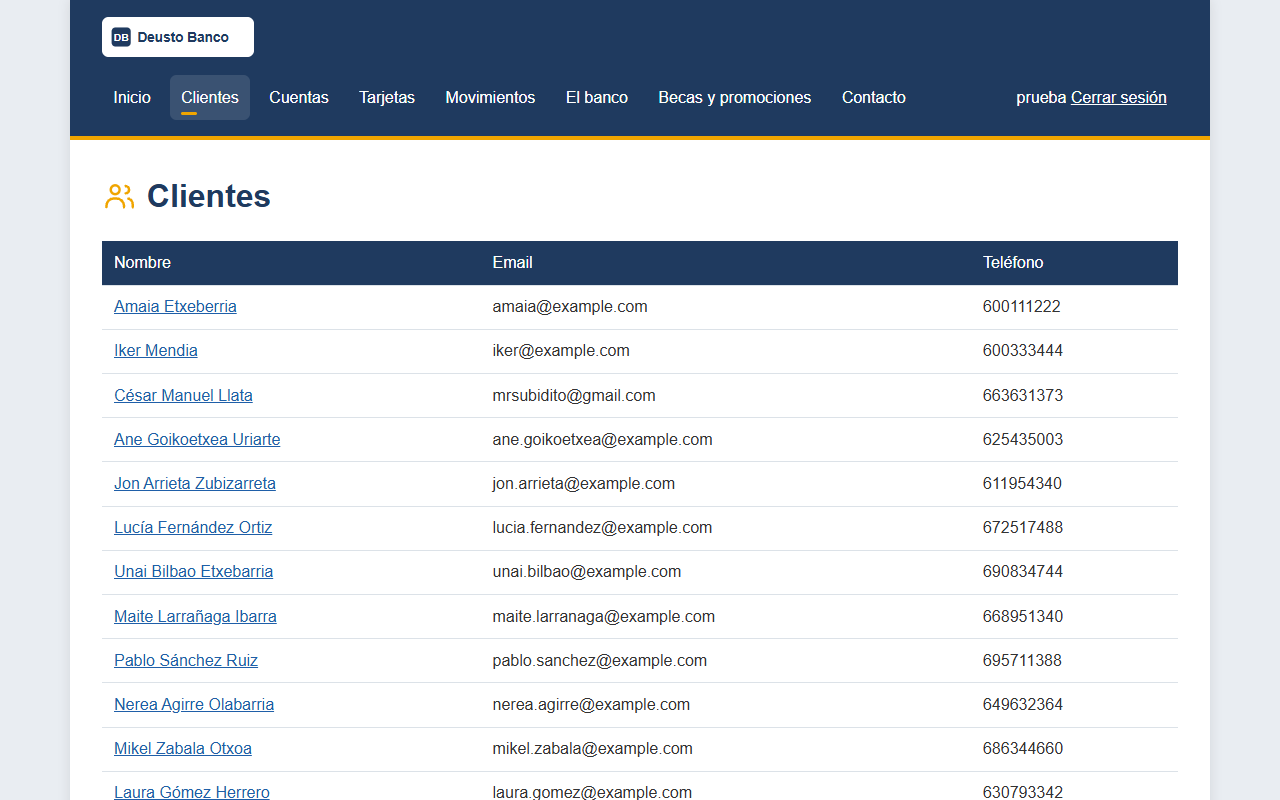 DB Deusto Banco
Inicio Clientes Cuentas Tarjetas Movimientos El banco Becas y promociones Contacto prueba Cerrar sesión
Clientes
Nombre Email Teléfono
Amaia Etxeberria amaia@example.com 600111222
Iker Mendia iker@example.com 600333444
César Manuel Llata mrsubidito@gmail.com 663631373
Ane Goikoetxea Uriarte ane.goikoetxea@example.com 625435003
Jon Arrieta Zubizarreta jon.arrieta@example.com 611954340
Lucía Fernández Ortiz lucia.fernandez@example.com 672517488
Unai Bilbao Etxebarria unai.bilbao@example.com 690834744
Maite Larrañaga Ibarra maite.larranaga@example.com 668951340
Pablo Sánchez Ruiz pablo.sanchez@example.com 695711388
Nerea Agirre Olabarria nerea.agirre@example.com 649632364
Mikel Zabala Otxoa mikel.zabala@example.com 686344660
Laura Gómez Herrero laura.gomez@example.com 630793342